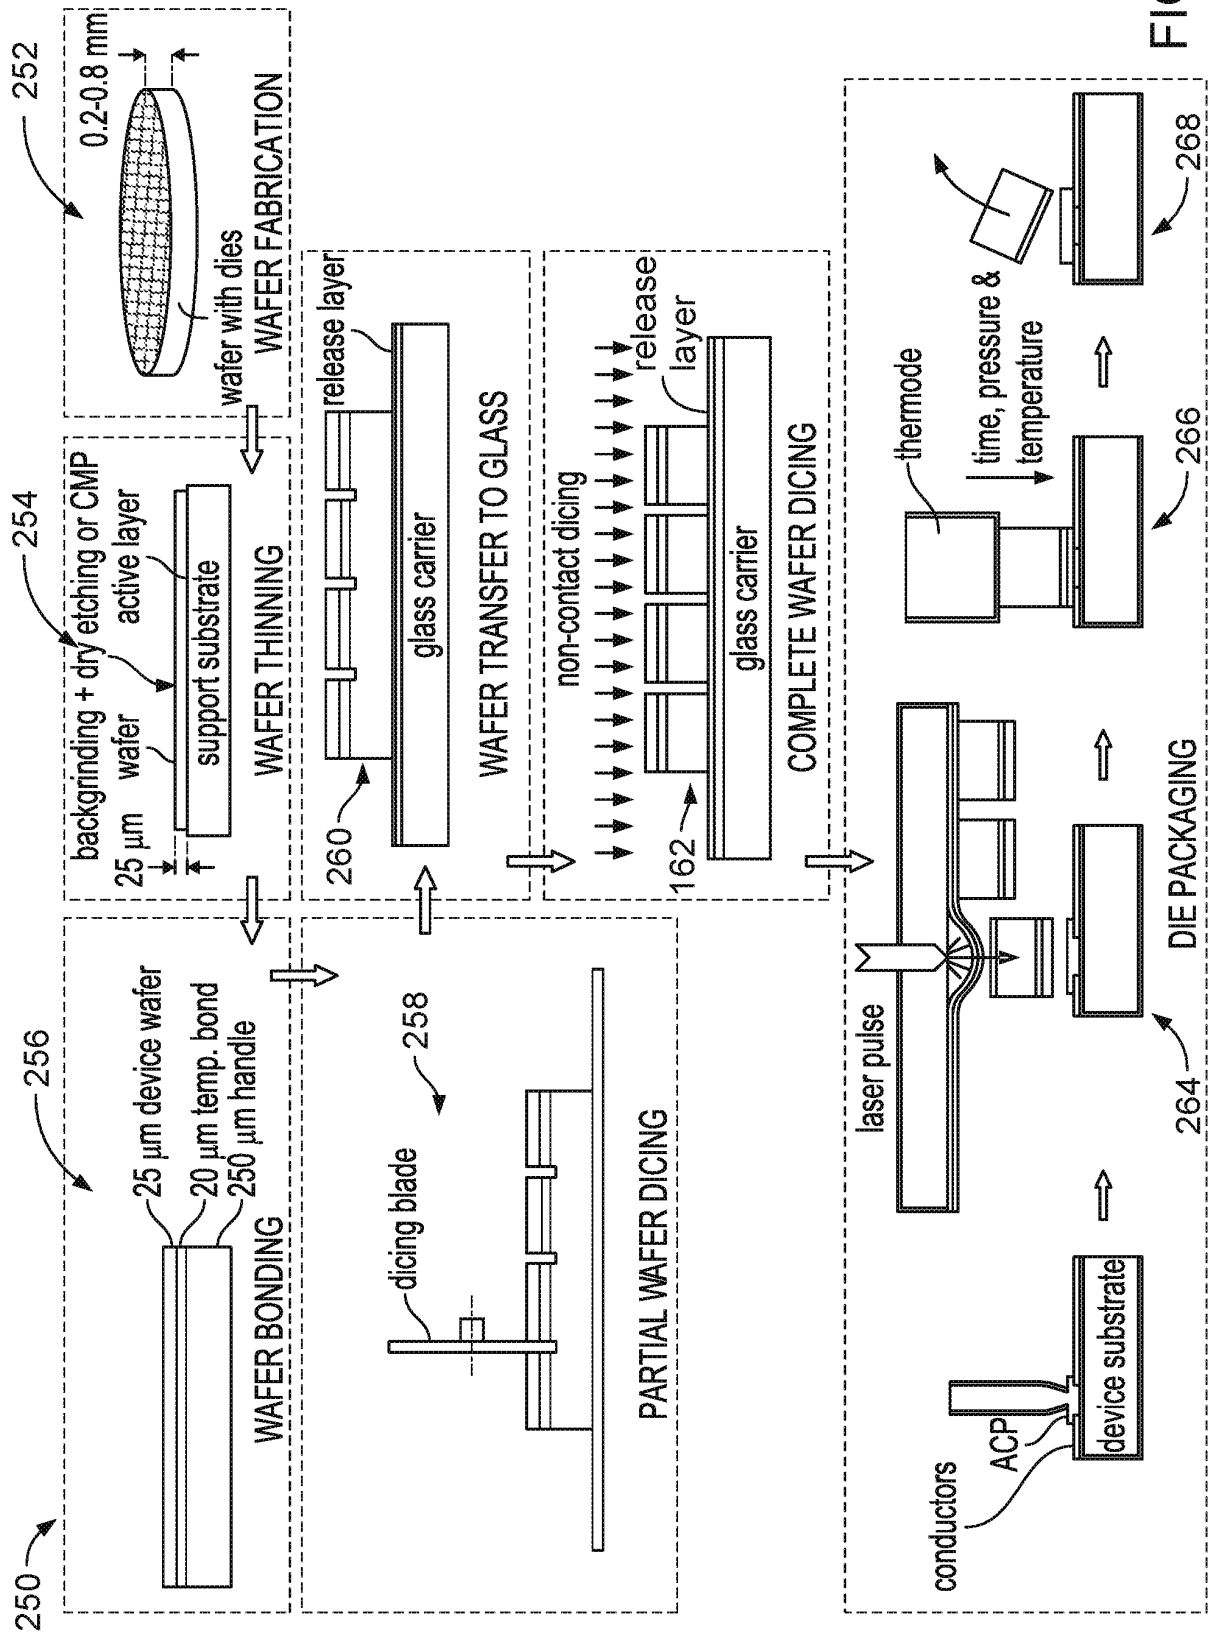 250
256
25 µm device wafer
20 µm temp. bond
250 µm handle
WAFER BONDING
254
backgrinding + dry etching or CMP
25 µm
wafer
active layer
support substrate
WAFER THINNING
252
0.2-0.8 mm
wafer with dies
WAFER FABRICATION
258
dicing blade
PARTIAL WAFER DICING
260
release layer
glass carrier
WAFER TRANSFER TO GLASS
non-contact dicing
162
release
layer
glass carrier
COMPLETE WAFER DICING
conductors
ACP
device substrate
laser pulse
264
thermode
time, pressure &
temperature
266
268
DIE PACKAGING